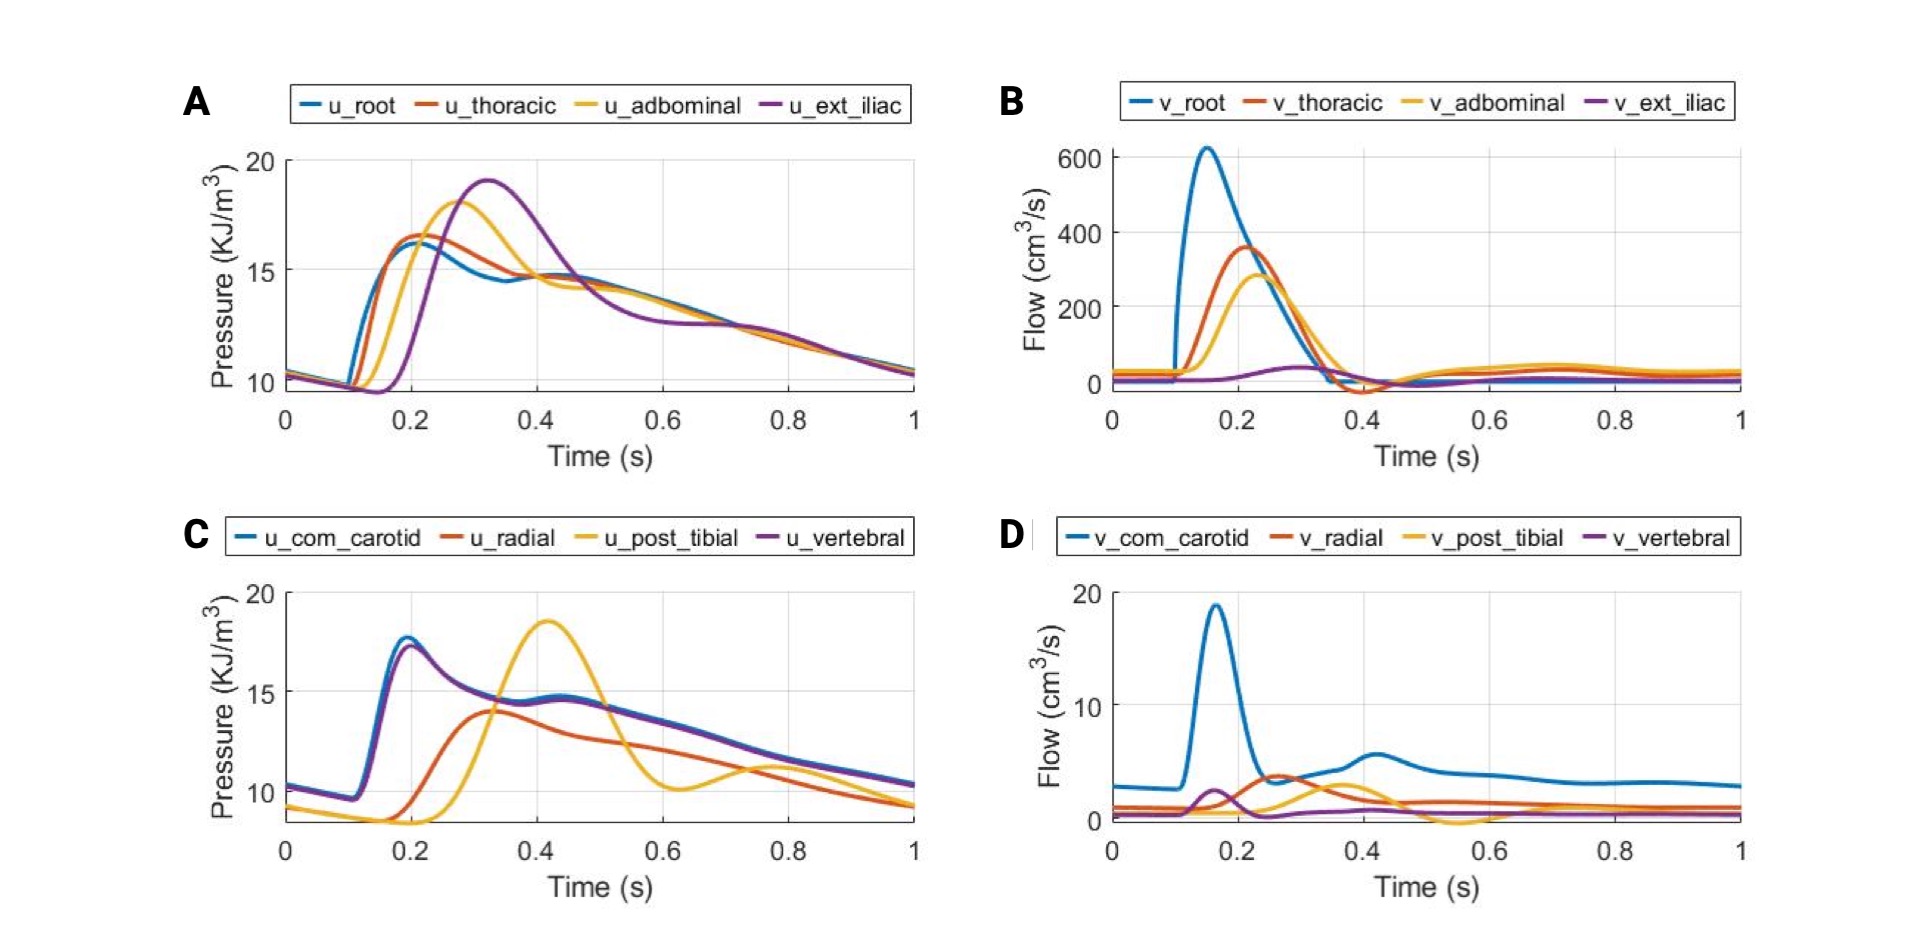 A
u_root u_thoracic u_adbominal u_ext_iliac
20
15
10
Pressure (KJ/m³)
0 0.2 0.4 0.6 0.8 1
Time (s)
B
v_root v_thoracic v_adbominal v_ext_iliac
600
400
200
0
Flow (cm³/s)
0 0.2 0.4 0.6 0.8 1
Time (s)
C
u_com_carotid u_radial u_post_tibial u_vertebral
20
15
10
Pressure (KJ/m³)
0 0.2 0.4 0.6 0.8 1
Time (s)
D
v_com_carotid v_radial v_post_tibial v_vertebral
20
10
0
Flow (cm³/s)
0 0.2 0.4 0.6 0.8 1
Time (s)